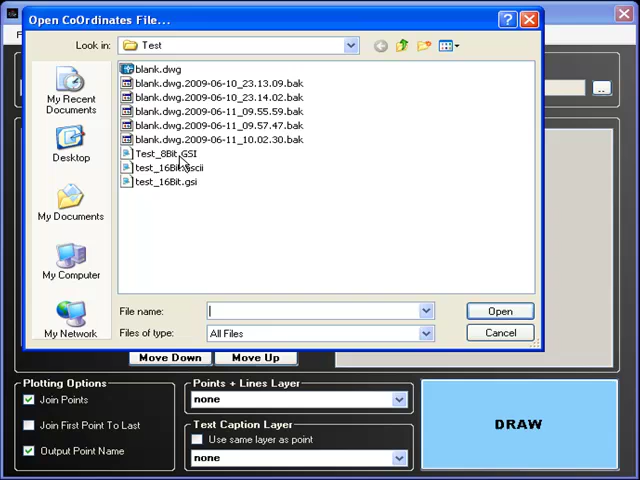 Open CoOrdinates File...
?
Look in:
Test
My Recent
Documents
Desktop
My Documents
My Computer
My Network
blank.dwg
blank.dwg.2009-06-10_23.13.09.bak
blank.dwg.2009-06-10_23.14.02.bak
blank.dwg.2009-06-11_09.55.59.bak
blank.dwg.2009-06-11_09.57.47.bak
blank.dwg.2009-06-11_10.02.30.bak
Test_8Bit.GSI
test_16Bit.ascii
test_16Bit.gsi
File name:
Open
Files of type:
All Files
Cancel
...
Move Down
Move Up
Plotting Options
Join Points
Join First Point To Last
Output Point Name
Points + Lines Layer
none
Text Caption Layer
Use same layer as point
none
DRAW